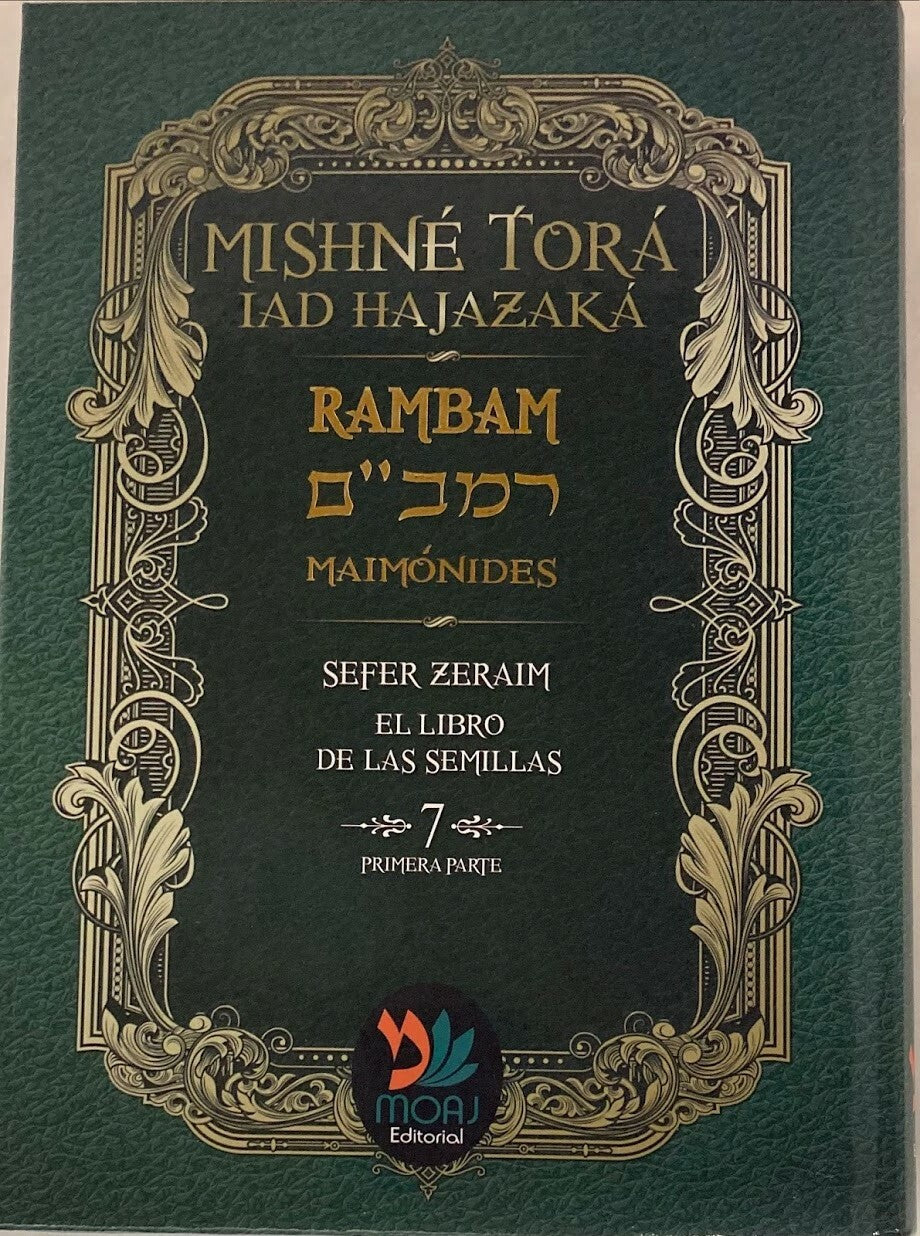 MISHNÉ TORÁ
IAD HAJAZAKÁ
RAMBAM
רמב"ם
MAIMÓNIDES
SEFER ZERAIM
EL LIBRO
DE LAS SEMILLAS
7
PRIMERA PARTE
מ
MOAJ
Editorial